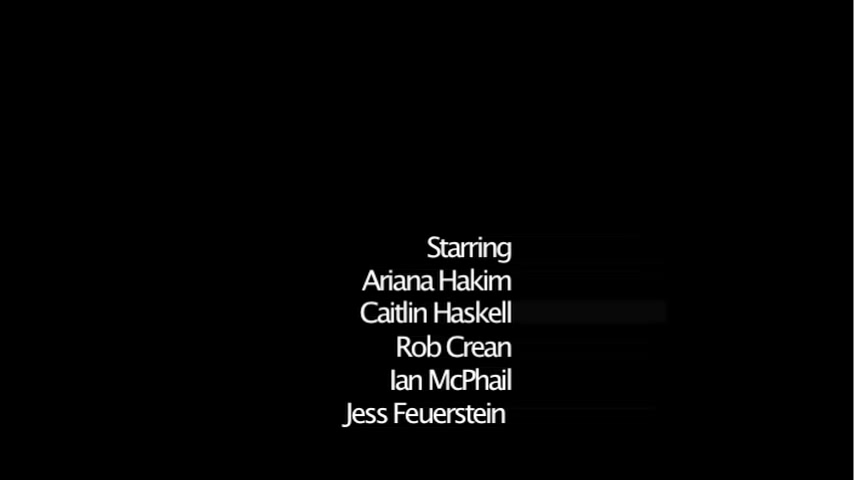 Starring
Ariana Hakim
Caitlin Haskell
Rob Crean
Ian McPhail
Jess Feuerstein